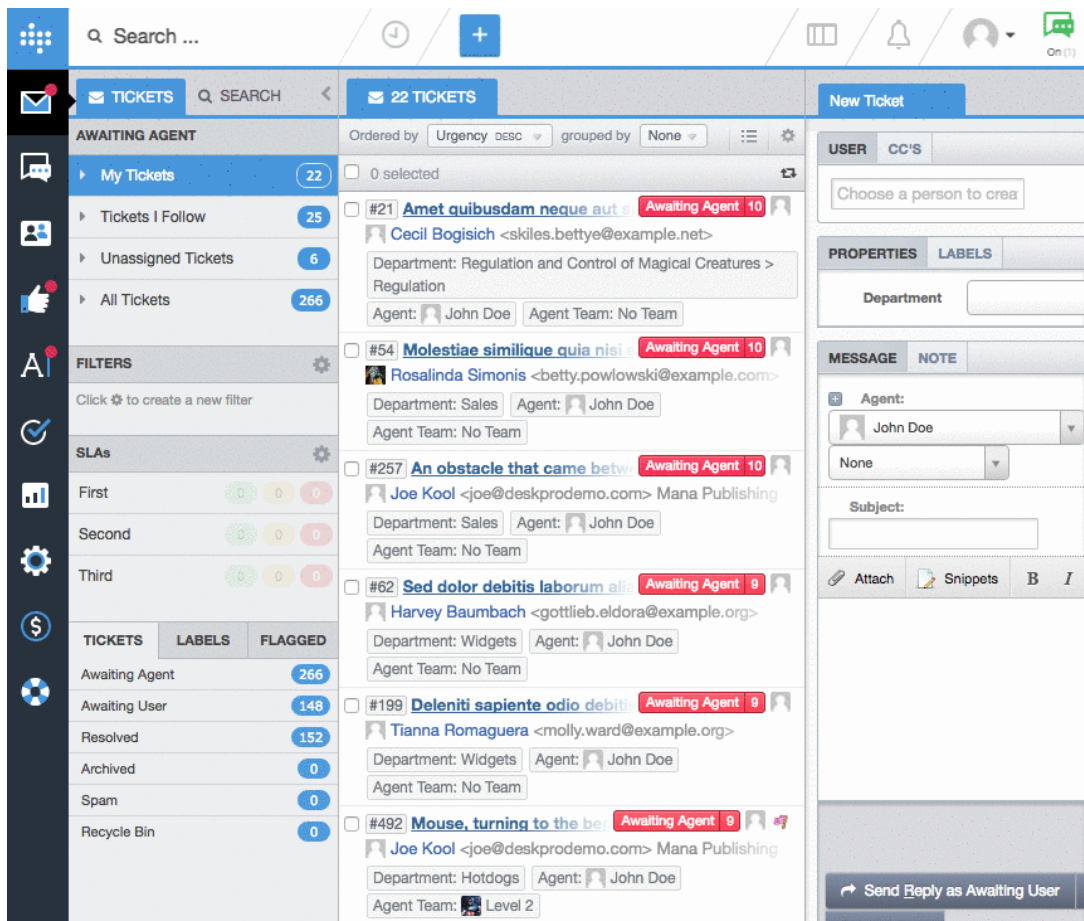 Search ...
On (1)
TICKETS
SEARCH
AWAITING AGENT
My Tickets 22
Tickets I Follow 25
Unassigned Tickets 6
All Tickets 266
FILTERS
Click to create a new filter
SLAs
First 0 0 0
Second 0 0 0
Third 0 0 0
TICKETS LABELS FLAGGED
Awaiting Agent 266
Awaiting User 148
Resolved 152
Archived 0
Spam 0
Recycle Bin 0
22 TICKETS
Ordered by Urgency DESC grouped by None
0 selected
#21 Amet quibusdam neque aut Awaiting Agent 10
Cecil Bogisich <skiles.bettye@example.net>
Department: Regulation and Control of Magical Creatures >
Regulation
Agent: John Doe Agent Team: No Team
#54 Molestiae similique quia nisi Awaiting Agent 10
Rosalinda Simonis <betty.powlowski@example.com>
Department: Sales Agent: John Doe
Agent Team: No Team
#257 An obstacle that came betw Awaiting Agent 10
Joe Kool <joe@deskprodemo.com> Mana Publishing
Department: Sales Agent: John Doe
Agent Team: No Team
#62 Sed dolor debitis laborum ali Awaiting Agent 9
Harvey Baumbach <gottlieb.eldora@example.org>
Department: Widgets Agent: John Doe
Agent Team: No Team
#199 Deleniti sapiente odio debiti Awaiting Agent 9
Tianna Romaguera <molly.ward@example.org>
Department: Widgets Agent: John Doe
Agent Team: No Team
#492 Mouse, turning to the be Awaiting Agent 9
Joe Kool <joe@deskprodemo.com> Mana Publishing
Department: Hotdogs Agent: John Doe
Agent Team: Level 2
New Ticket
USER CC'S
Choose a person to crea
PROPERTIES LABELS
Department
MESSAGE NOTE
Agent:
John Doe
None
Subject:
Attach Snippets B I
Send Reply as Awaiting User